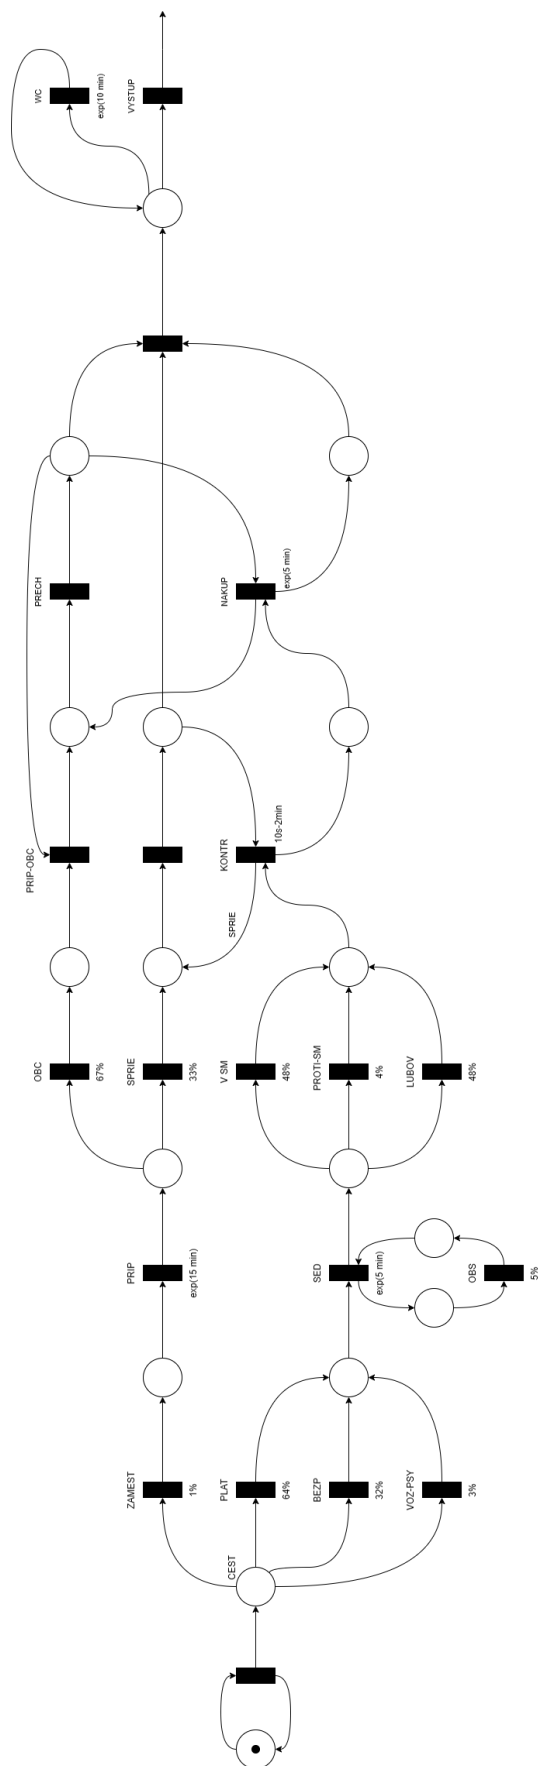 WC
exp(10 min)
VYSTUP
PRECH
NAKUP
exp(5 min)
PRIP-OBC
KONTR
10s-2min
SPRIE
OBC
67%
SPRIE
33%
V SM
48%
PROTI-SM
4%
LUBOV
48%
PRIP
exp(15 min)
SED
exp(5 min)
OBS
5%
ZAMEST
1%
PLAT
64%
BEZP
32%
VOZ-PSY
3%
CEST